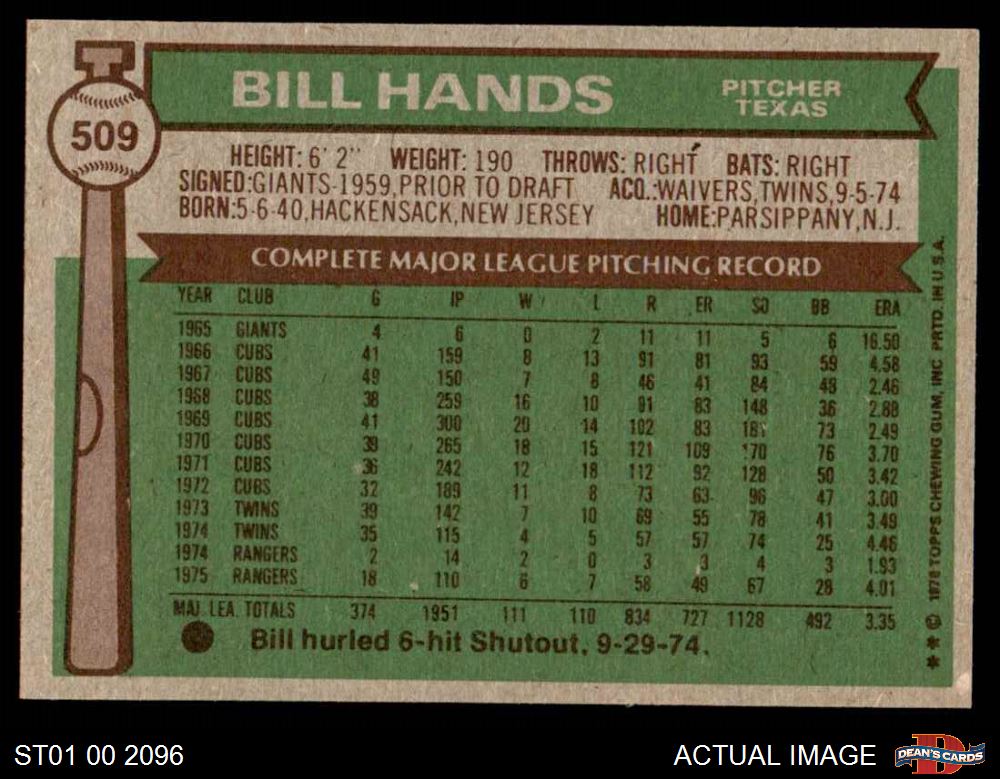 BILL HANDS PITCHER
TEXAS
509
HEIGHT: 6' 2" WEIGHT: 190 THROWS: RIGHT BATS: RIGHT
SIGNED:GIANTS-1959,PRIOR TO DRAFT ACQ.:WAIVERS,TWINS,9-5-74
BORN:5-6-40,HACKENSACK,NEW JERSEY HOME:PARSIPPANY,N.J.
COMPLETE MAJOR LEAGUE PITCHING RECORD
YEAR CLUB G IP W L R ER SO BB ERA
1965 GIANTS 4 6 0 2 11 11 5 6 16.50
1966 CUBS 41 159 8 13 91 81 93 59 4.58
1967 CUBS 49 150 7 8 46 41 84 48 2.46
1968 CUBS 38 259 16 10 91 83 148 36 2.88
1969 CUBS 41 300 20 14 102 83 181 73 2.49
1970 CUBS 39 265 18 15 121 109 170 76 3.70
1971 CUBS 36 242 12 18 112 92 128 50 3.42
1972 CUBS 32 189 11 8 73 63 96 47 3.00
1973 TWINS 39 142 7 10 69 55 78 41 3.49
1974 TWINS 35 115 4 5 57 57 74 25 4.46
1974 RANGERS 2 14 2 0 3 3 4 3 1.93
1975 RANGERS 18 110 6 7 58 49 67 28 4.01
MAJ. LEA. TOTALS 374 1951 111 110 834 727 1128 492 3.35
Bill hurled 6-hit Shutout, 9-29-74.
** © 1976 TOPPS CHEWING GUM, INC PRTD. IN U.S.A.
ST01 00 2096 ACTUAL IMAGE
DEAN'S CARDS